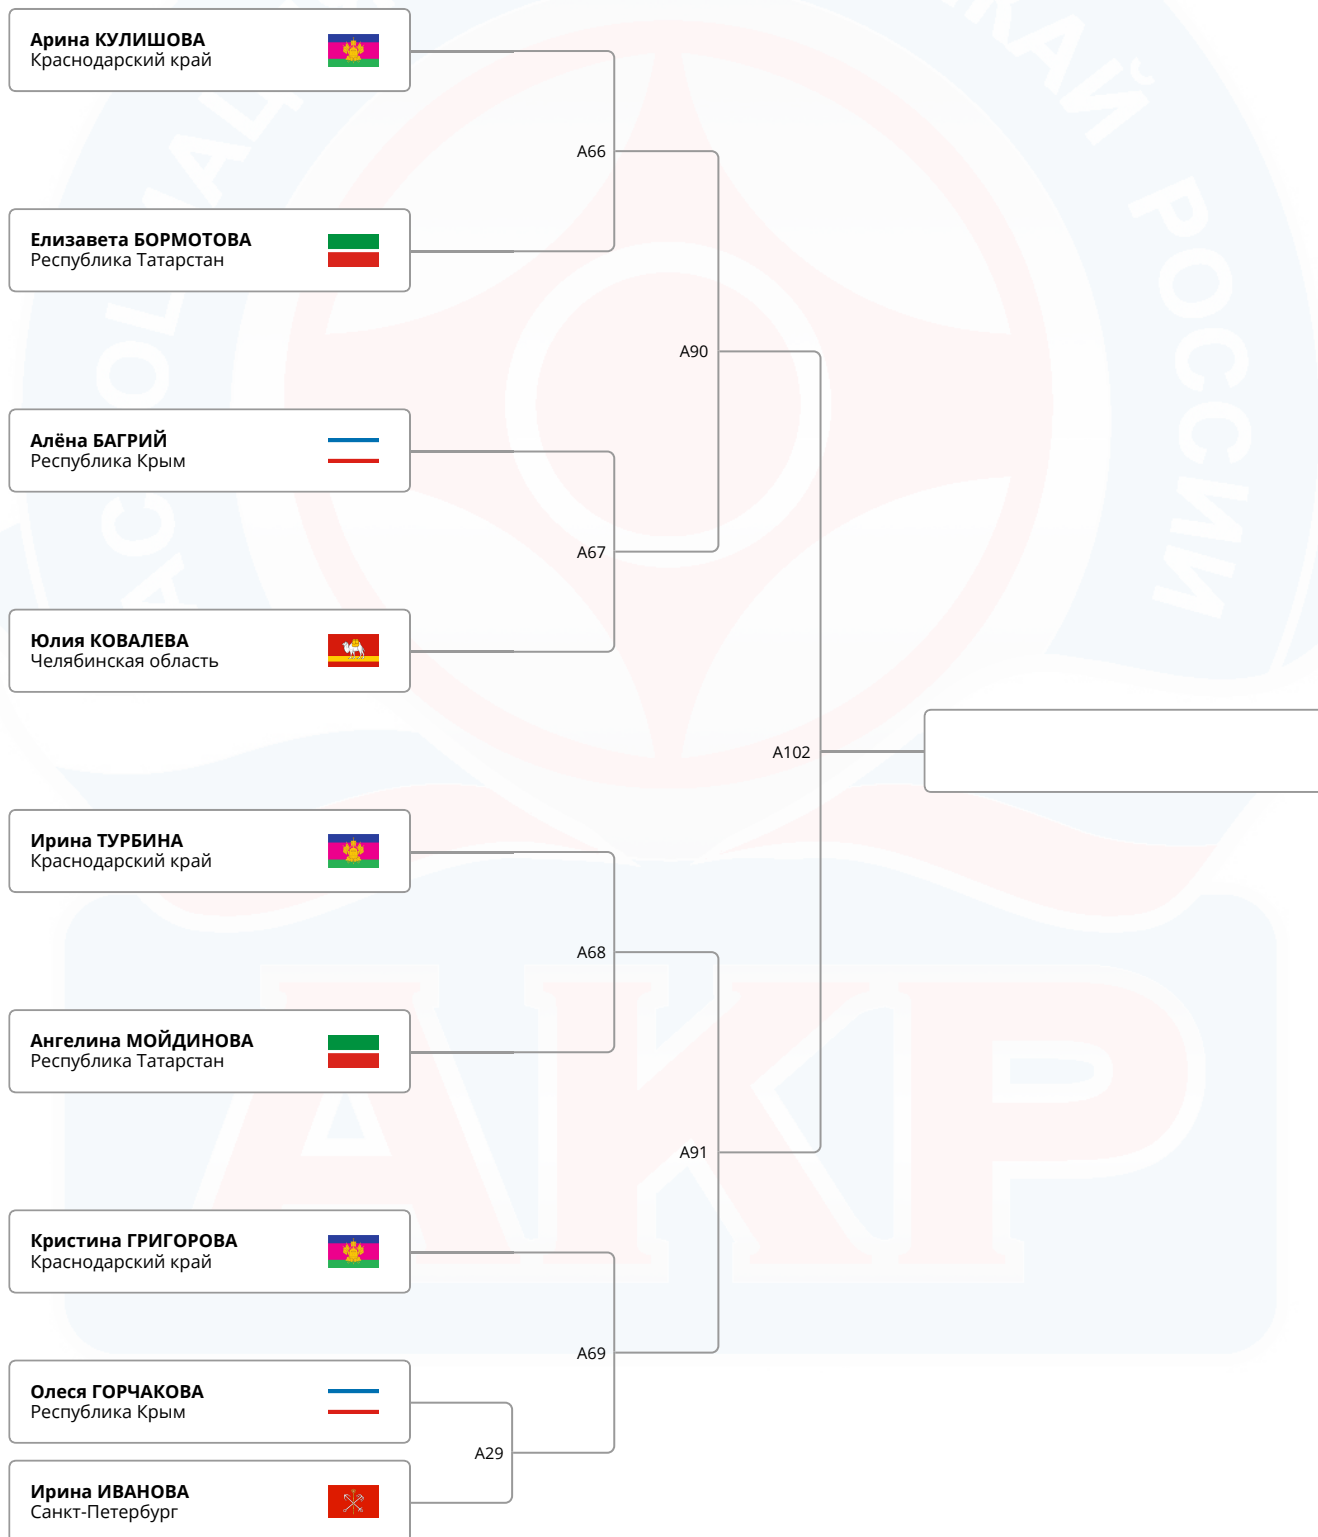 Арина КУЛИШОВА
Краснодарский край
A66
Елизавета БОРМОТОВА
Республика Татарстан
A90
Алёна БАГРИЙ
Республика Крым
A67
Юлия КОВАЛЕВА
Челябинская область
A102
Ирина ТУРБИНА
Краснодарский край
A68
Ангелина МОЙДИНОВА
Республика Татарстан
A91
Кристина ГРИГОРОВА
Краснодарский край
A69
Олеся ГОРЧАКОВА
Республика Крым
A29
Ирина ИВАНОВА
Санкт-Петербург
РОССИИ
АКР